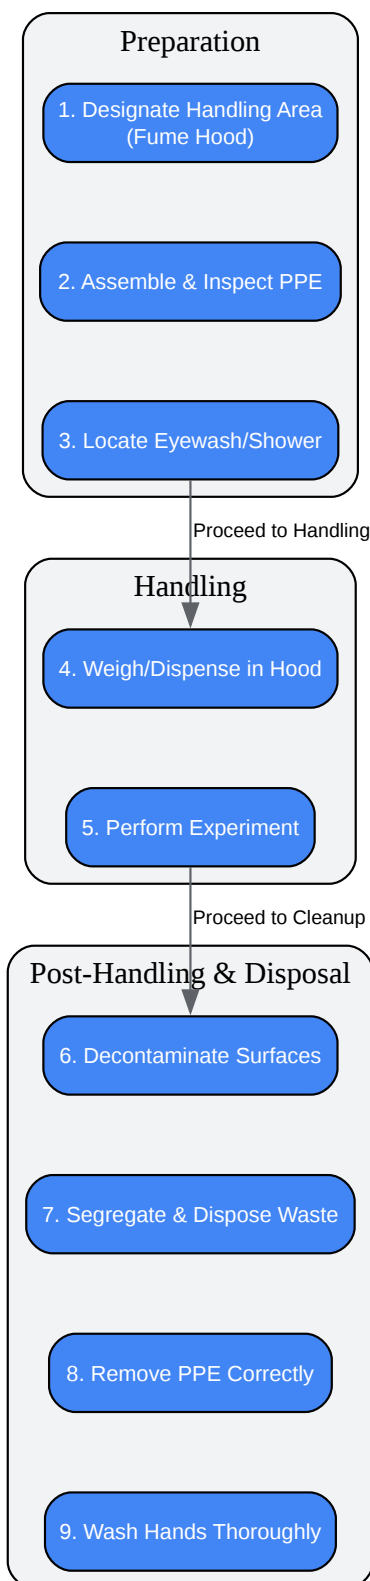 Preparation
1. Designate Handling Area
(Fume Hood)
2. Assemble & Inspect PPE
3. Locate Eyewash/Shower
Proceed to Handling
Handling
4. Weigh/Dispense in Hood
5. Perform Experiment
Proceed to Cleanup
Post-Handling & Disposal
6. Decontaminate Surfaces
7. Segregate & Dispose Waste
8. Remove PPE Correctly
9. Wash Hands Thoroughly